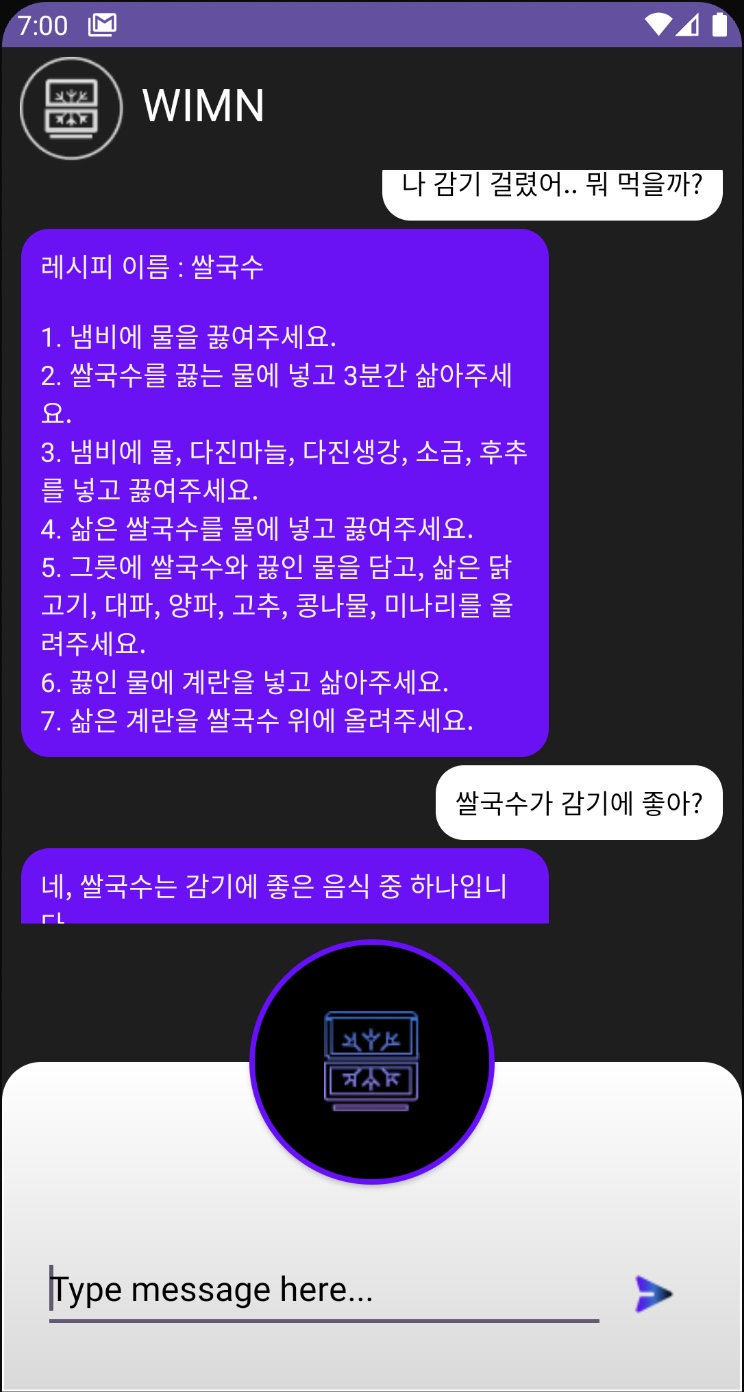 7:00
WIMN
나 감기 걸렸어.. 뭐 먹을까?
레시피 이름 : 쌀국수
1. 냄비에 물을 끓여주세요.
2. 쌀국수를 끓는 물에 넣고 3분간 삶아주세
요.
3. 냄비에 물, 다진마늘, 다진생강, 소금, 후추
를 넣고 끓여주세요.
4. 삶은 쌀국수를 물에 넣고 끓여주세요.
5. 그릇에 쌀국수와 끓인 물을 담고, 삶은 닭
고기, 대파, 양파, 고추, 콩나물, 미나리를 올
려주세요.
6. 끓인 물에 계란을 넣고 삶아주세요.
7. 삶은 계란을 쌀국수 위에 올려주세요.
쌀국수가 감기에 좋아?
네, 쌀국수는 감기에 좋은 음식 중 하나입니
Type message here...